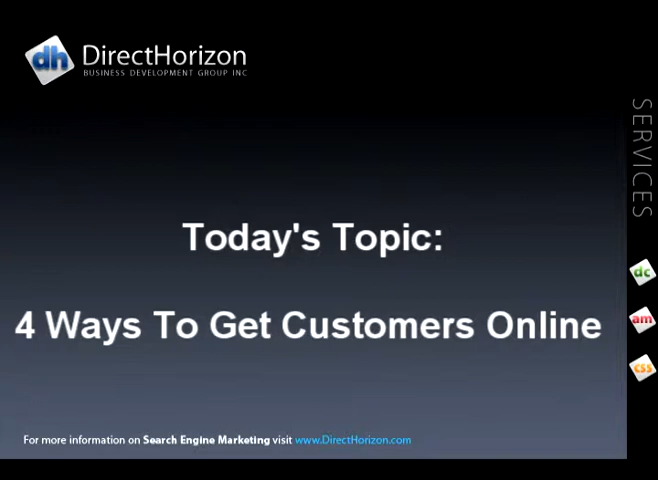 dh
DirectHorizon
BUSINESS DEVELOPMENT GROUP INC
SERVICES
Today's Topic:
4 Ways To Get Customers Online
dc
am
css
For more information on Search Engine Marketing visit www.DirectHorizon.com